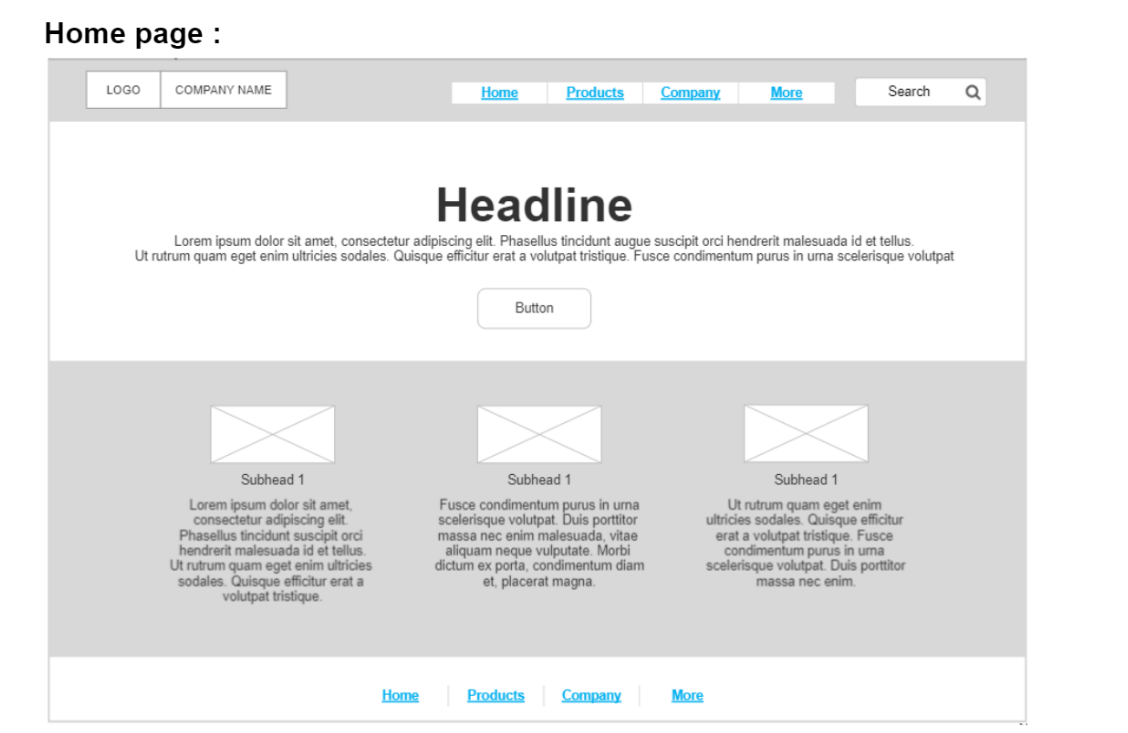 Home page :
LOGO COMPANY NAME Home Products Company More Search
Headline
Lorem ipsum dolor sit amet, consectetur adipiscing elit. Phasellus tincidunt augue suscipit orci hendrerit malesuada id et tellus.
Ut rutrum quam eget enim ultricies sodales. Quisque efficitur erat a volutpat tristique. Fusce condimentum purus in urna scelerisque volutpat
Button
Subhead 1
Lorem ipsum dolor sit amet,
consectetur adipiscing elit.
Phasellus tincidunt suscipit orci
hendrerit malesuada id et tellus.
Ut rutrum quam eget enim ultricies
sodales. Quisque efficitur erat a
volutpat tristique.
Subhead 1
Fusce condimentum purus in urna
scelerisque volutpat. Duis porttitor
massa nec enim malesuada, vitae
aliquam neque vulputate. Morbi
dictum ex porta, condimentum diam
et, placerat magna.
Subhead 1
Ut rutrum quam eget enim
ultricies sodales. Quisque efficitur
erat a volutpat tristique. Fusce
condimentum purus in urna
scelerisque volutpat. Duis porttitor
massa nec enim.
Home Products Company More